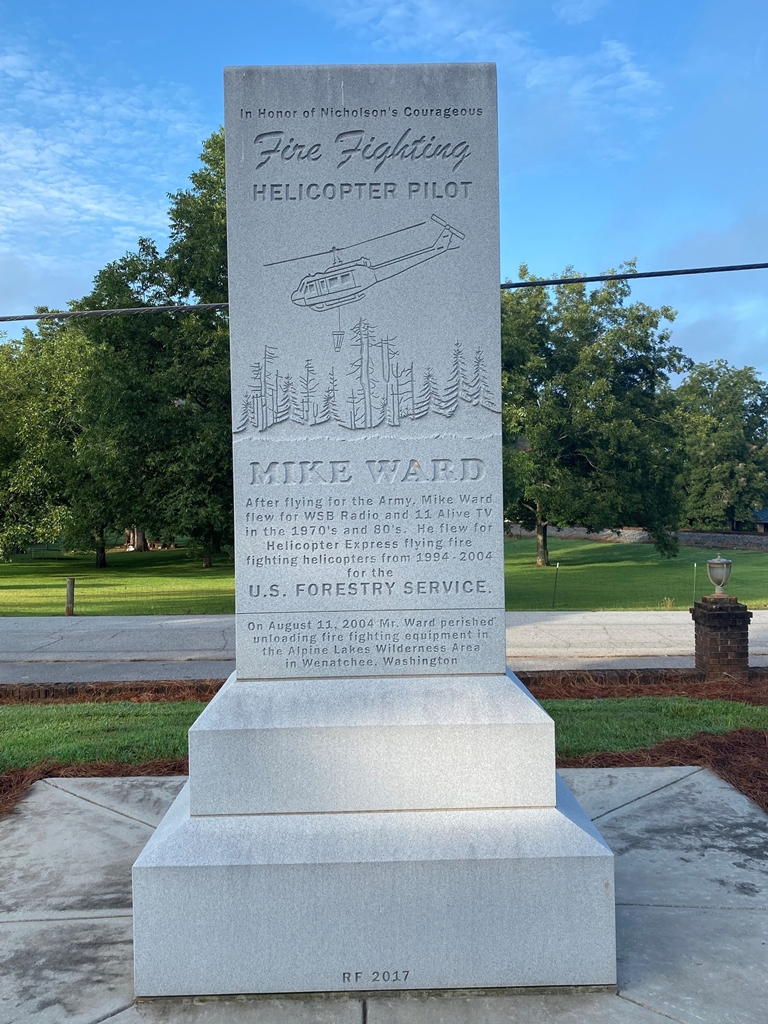 In Honor of Nicholson's Courageous
Fire Fighting
HELICOPTER PILOT
MIKE WARD
After flying for the Army, Mike Ward
flew for WSB Radio and 11 Alive TV
in the 1970's and 80's. He flew for
Helicopter Express flying fire
fighting helicopters from 1994-2004
for the
U.S. FORESTRY SERVICE.
On August 11, 2004 Mr. Ward perished
unloading fire fighting equipment in
the Alpine Lakes Wilderness Area
in Wenatchee, Washington
RF 2017